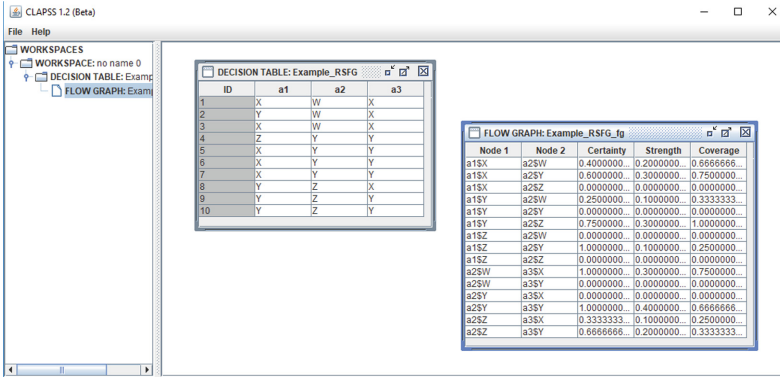 CLAPSS 1.2 (Beta)
File Help
WORKSPACES
WORKSPACE: no name 0
DECISION TABLE: Examp
FLOW GRAPH: Examp
DECISION TABLE: Example_RSFG
ID a1 a2 a3
1 X W X
2 Y W X
3 X W X
4 Z Y Y
5 X Y Y
6 X Y Y
7 X Y Y
8 Y Z X
9 Y Z Y
10 Y Z Y
FLOW GRAPH: Example_RSFG_fg
Node 1 Node 2 Certainty Strength Coverage
a1$X a2$W 0.4000000... 0.2000000... 0.6666666...
a1$X a2$Y 0.6000000... 0.3000000... 0.7500000...
a1$X a2$Z 0.0000000... 0.0000000... 0.0000000...
a1$Y a2$W 0.2500000... 0.1000000... 0.3333333...
a1$Y a2$Y 0.0000000... 0.0000000... 0.0000000...
a1$Y a2$Z 0.7500000... 0.3000000... 1.0000000...
a1$Z a2$W 0.0000000... 0.0000000... 0.0000000...
a1$Z a2$Y 1.0000000... 0.1000000... 0.2500000...
a1$Z a2$Z 0.0000000... 0.0000000... 0.0000000...
a2$W a3$X 1.0000000... 0.3000000... 0.7500000...
a2$W a3$Y 0.0000000... 0.0000000... 0.0000000...
a2$Y a3$X 0.0000000... 0.0000000... 0.0000000...
a2$Y a3$Y 1.0000000... 0.4000000... 0.6666666...
a2$Z a3$X 0.3333333... 0.1000000... 0.2500000...
a2$Z a3$Y 0.6666666... 0.2000000... 0.3333333...